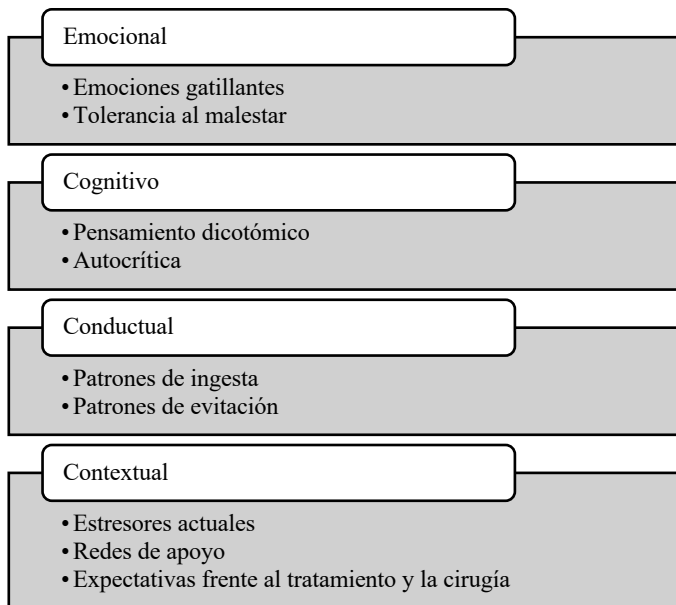 Emocional
• Emociones gatillantes
• Tolerancia al malestar
Cognitivo
• Pensamiento dicotómico
• Autocrítica
Conductual
• Patrones de ingesta
• Patrones de evitación
Contextual
• Estresores actuales
• Redes de apoyo
• Expectativas frente al tratamiento y la cirugía